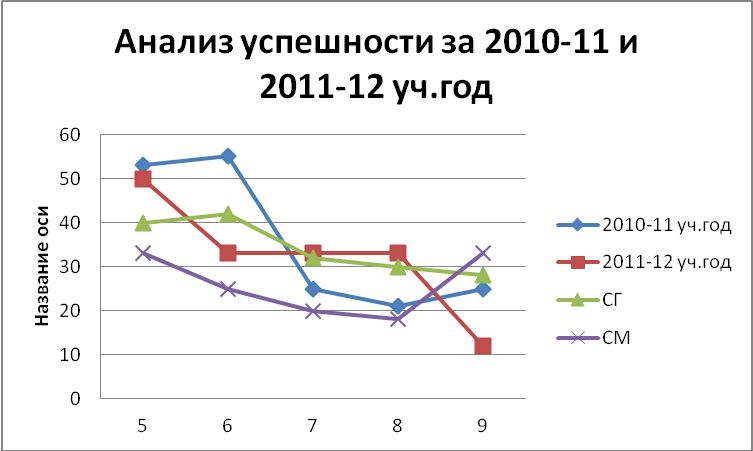 Анализ успешности за 2010-11 и
2011-12 уч.год
60
50
40
30
20
10
0
Название оси
5 6 7 8 9
2010-11 уч.год
2011-12 уч.год
СГ
СМ